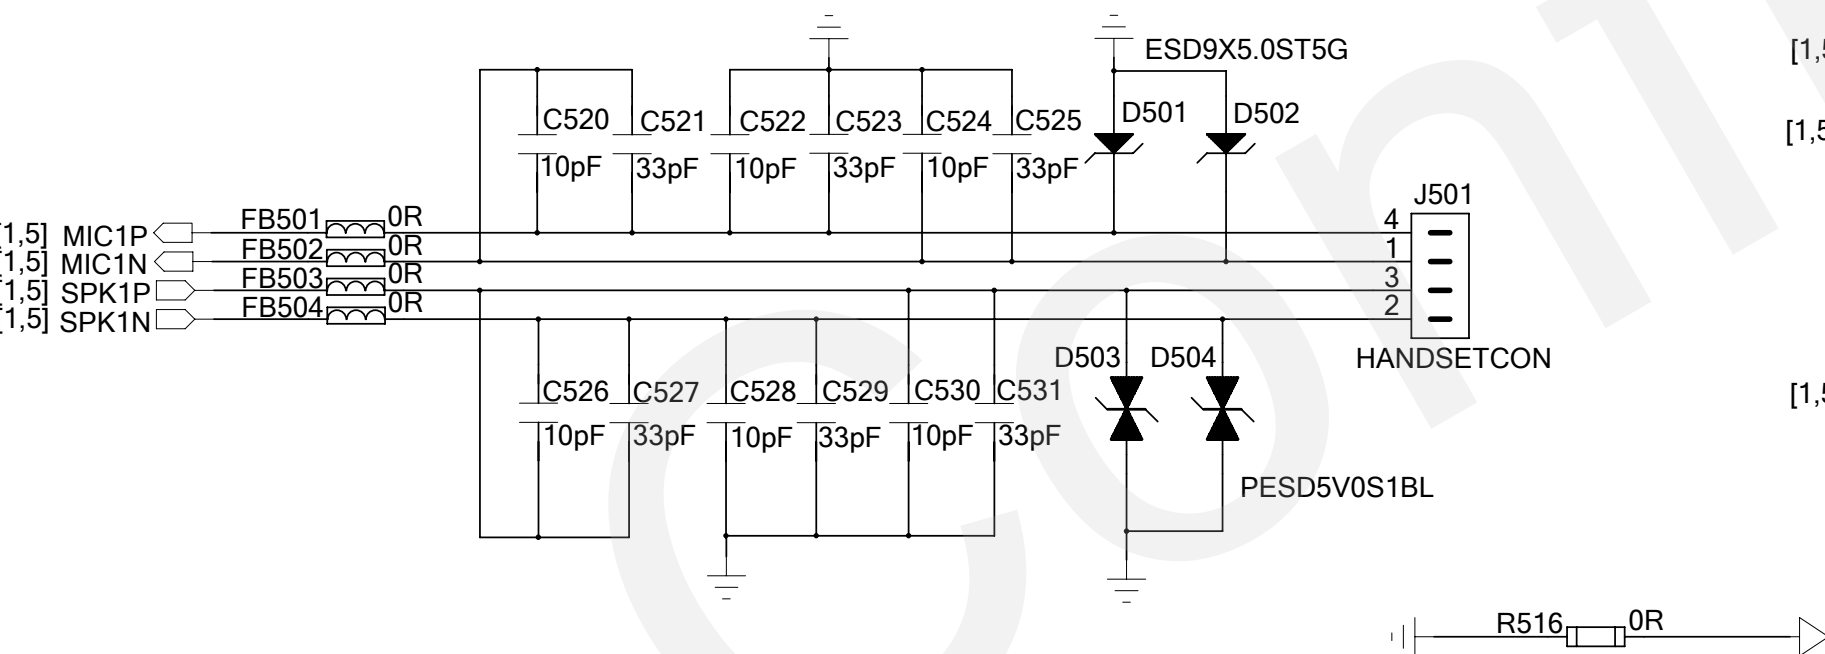 ESD9X5.0ST5G
[1,5
C520 C521 C522 C523 C524 C525 D501 D502
[1,5
10pF 33pF 10pF 33pF 10pF 33pF
J501
[1,5] MIC1P FB501 0R 4
[1,5] MIC1N FB502 0R 1
[1,5] SPK1P FB503 0R 3
[1,5] SPK1N FB504 0R 2
D503 D504 HANDSETCON
C526 C527 C528 C529 C530 C531
[1,5
10pF 33pF 10pF 33pF 10pF 33pF
PESD5V0S1BL
R516 0R